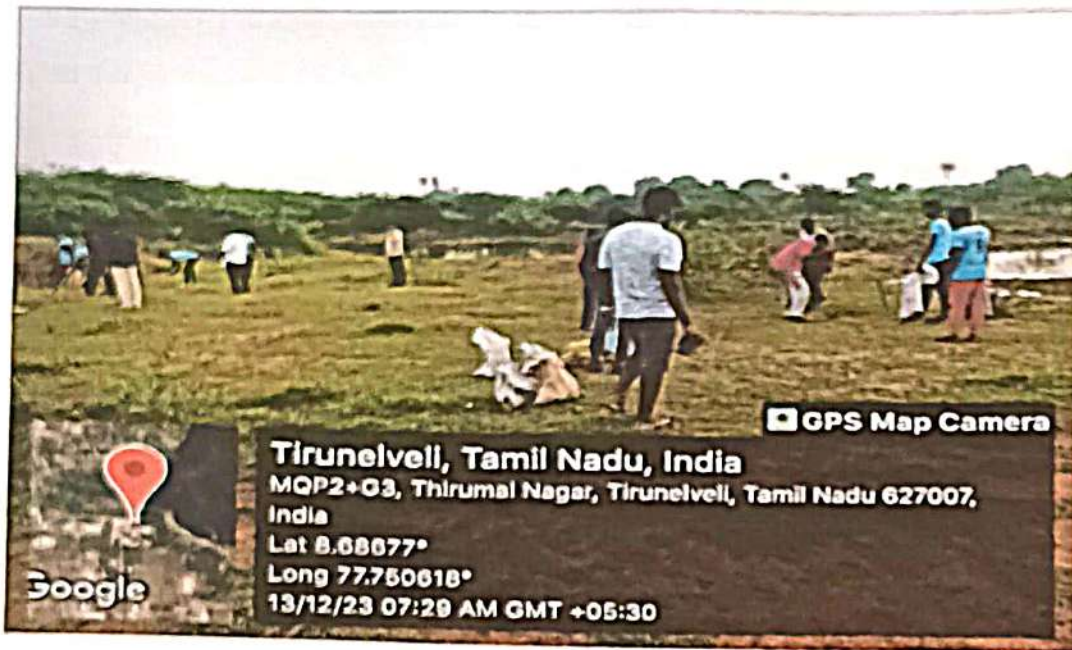 GPS Map Camera
Tirunelveli, Tamil Nadu, India
MQP2+G3, Thirumal Nagar, Tirunelveli, Tamil Nadu 627007,
India
Lat 8.68677°
Long 77.750618°
13/12/23 07:29 AM GMT +05:30
Google